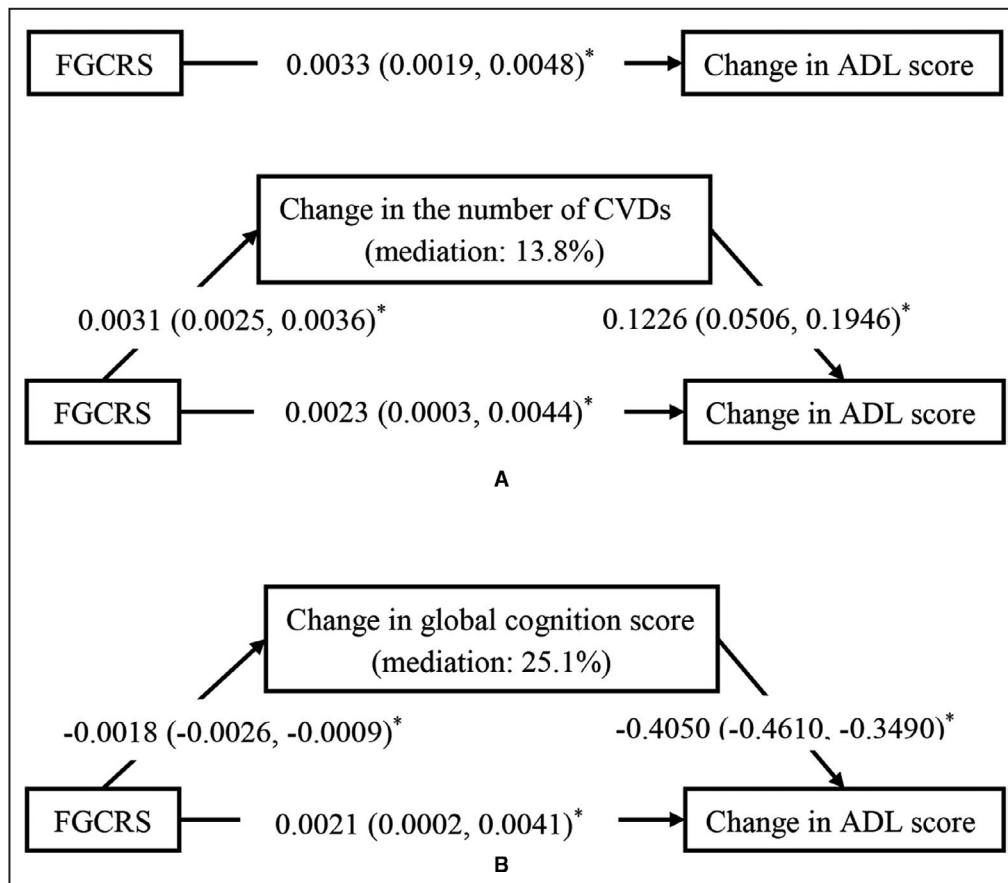 FGCRS 0.0033 (0.0019, 0.0048)* Change in ADL score
Change in the number of CVDs
(mediation: 13.8%)
0.0031 (0.0025, 0.0036)* 0.1226 (0.0506, 0.1946)*
FGCRS 0.0023 (0.0003, 0.0044)* Change in ADL score
A
Change in global cognition score
(mediation: 25.1%)
-0.0018 (-0.0026, -0.0009)* -0.4050 (-0.4610, -0.3490)*
FGCRS 0.0021 (0.0002, 0.0041)* Change in ADL score
B